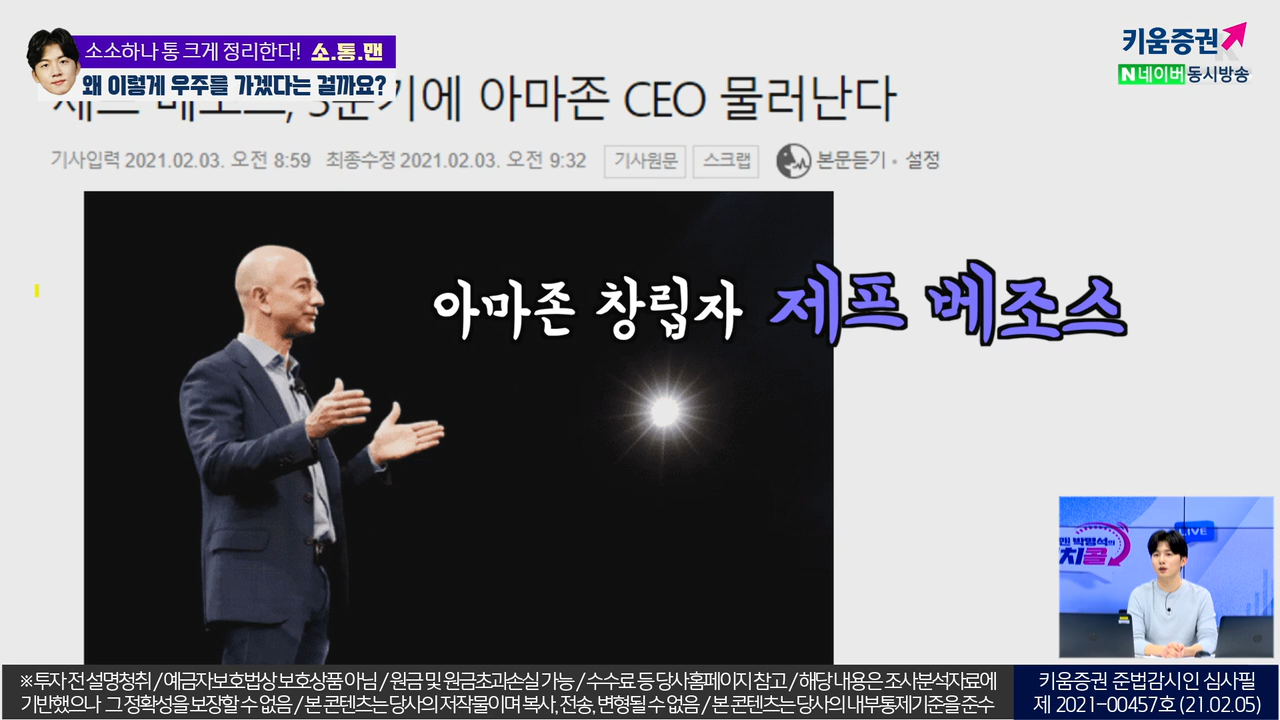 소소하나 통 크게 정리한다! 소.통.맨
왜 이렇게 우주를 가겠다는 걸까요?
키움증권
N 네이버 동시방송
아마존 CEO 물러난다
기사입력 2021.02.03. 오전 8:59 최종수정 2021.02.03. 오전 9:32 기사원문 스크랩 본문듣기 · 설정
아마존 창립자 제프 베조스
LIVE
※ 투자 전 설명청취 / 예금자보호법상 보호상품 아님 / 원금 및 원금초과손실 가능 / 수수료 등 당사홈페이지 참고 / 해당 내용은 조사분석자료에
기반했으나 그 정확성을 보장할 수 없음 / 본 콘텐츠는 당사의 저작물이며 복사, 전송, 변형될 수 없음 / 본 콘텐츠는 당사의 내부통제기준을 준수
키움증권 준법감시인 심사필
제 2021-00457호 (21.02.05)